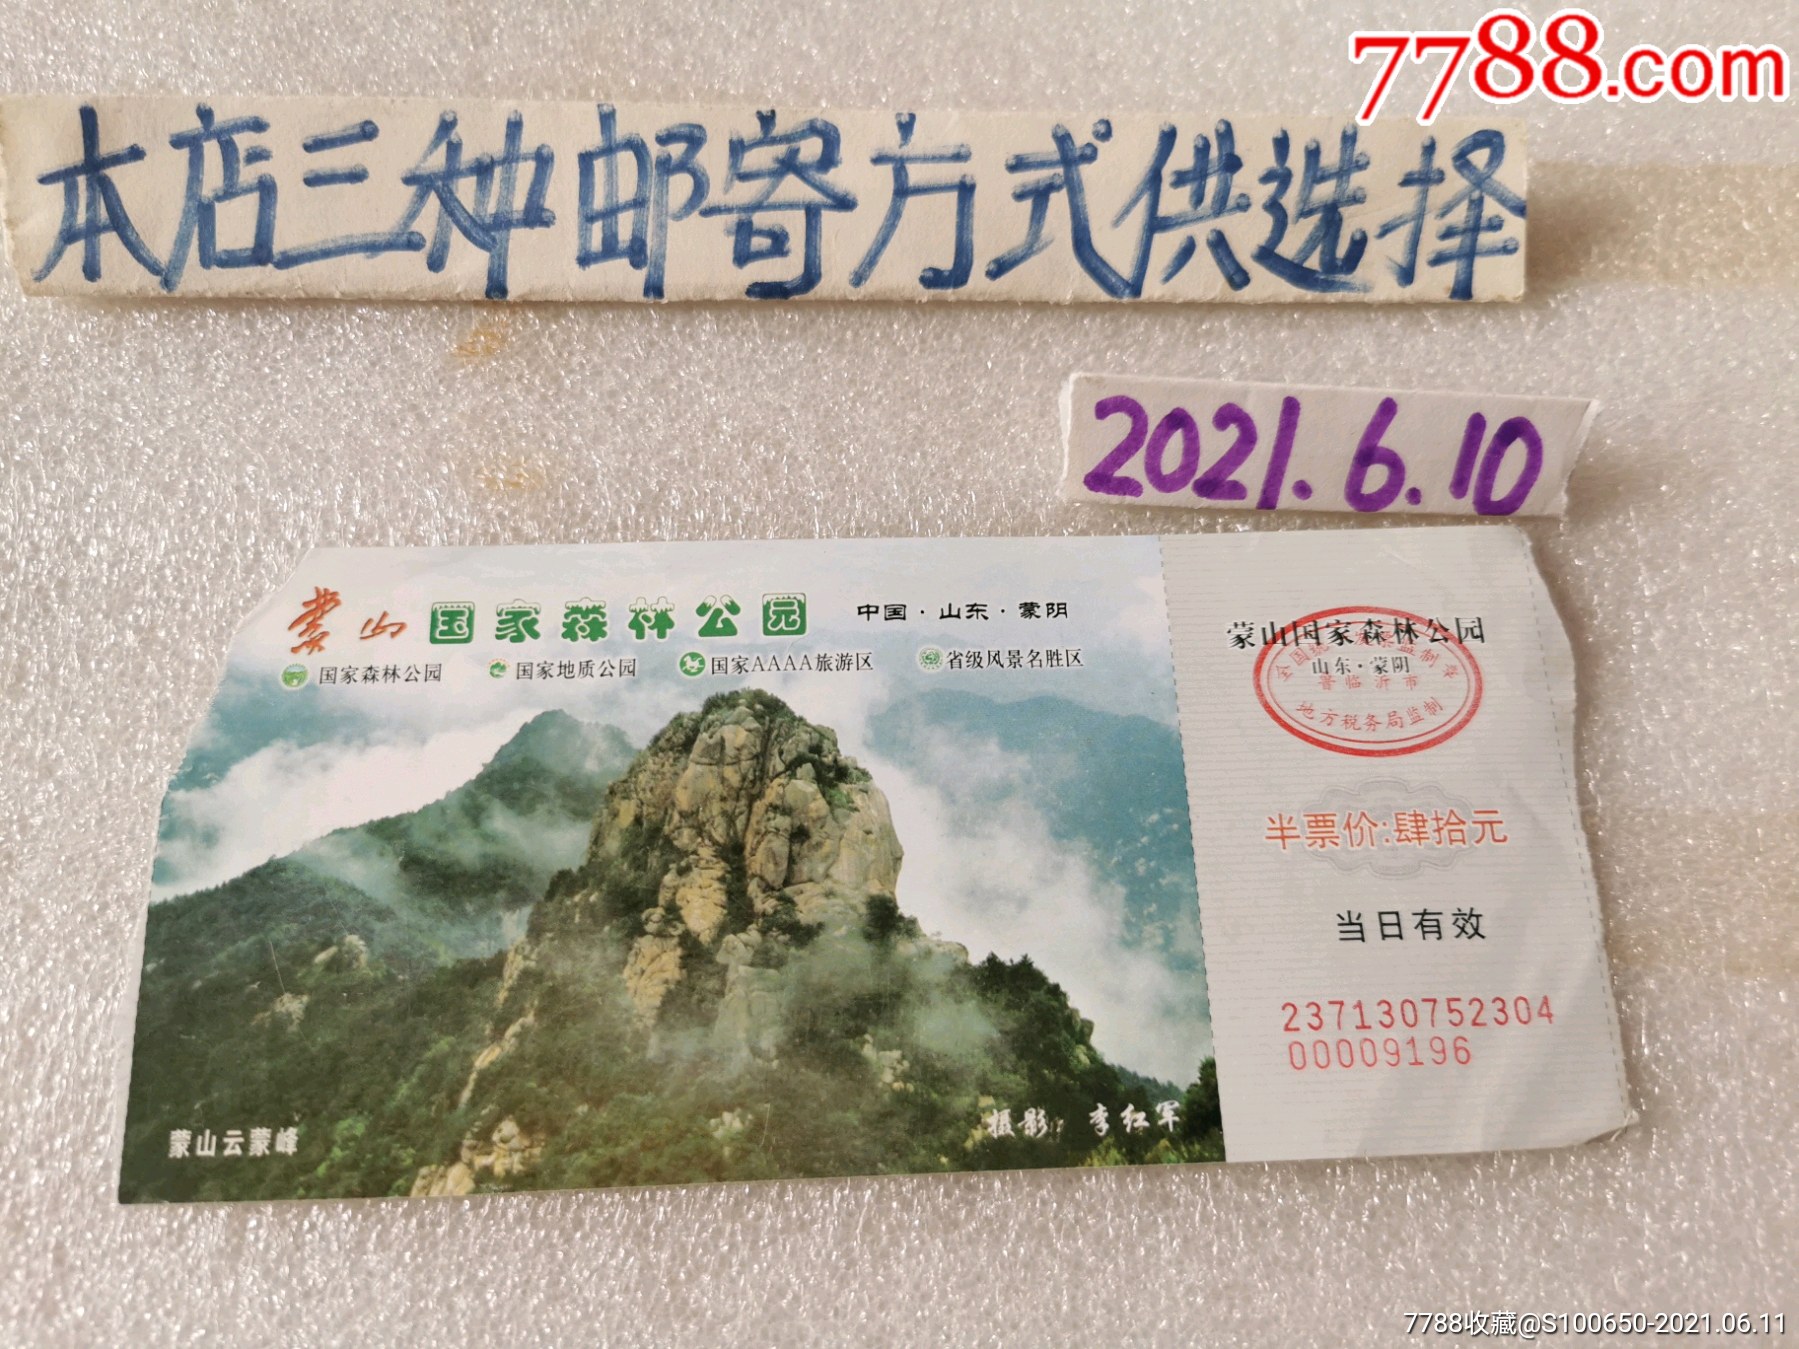 7788.com
本店三种邮寄方式供选择
2021.6.10
蒙山国家森林公园 中国·山东·蒙阴
国家森林公园 国家地质公园 国家AAAA旅游区 省级风景名胜区
蒙山云蒙峰
摄影: 李红军
蒙山国家森林公园
山东·蒙阴
临沂市
地方税务局监制
半票价:肆拾元
当日有效
237130752304
00009196
7788收藏@S100650-2021.06.11